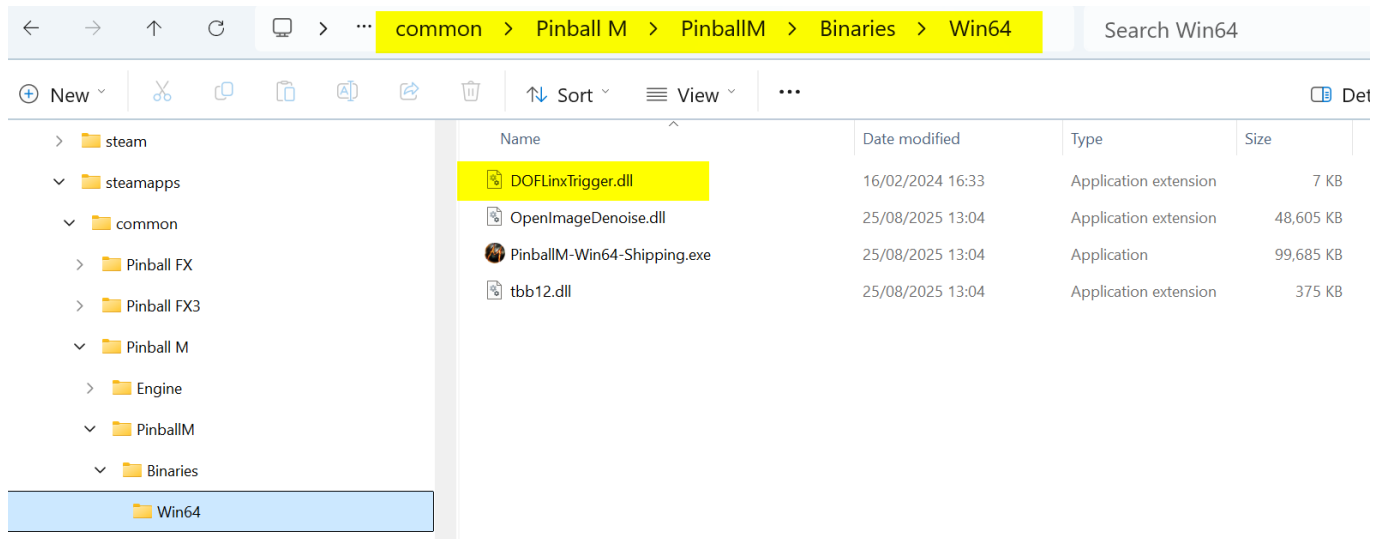 ... common > Pinball M > PinballM > Binaries > Win64 Search Win64
New Sort View ... Det
steam
steamapps
common
Pinball FX
Pinball FX3
Pinball M
Engine
PinballM
Binaries
Win64
Name Date modified Type Size
DOFLinxTrigger.dll 16/02/2024 16:33 Application extension 7 KB
OpenImageDenoise.dll 25/08/2025 13:04 Application extension 48,605 KB
PinballM-Win64-Shipping.exe 25/08/2025 13:04 Application 99,685 KB
tbb12.dll 25/08/2025 13:04 Application extension 375 KB